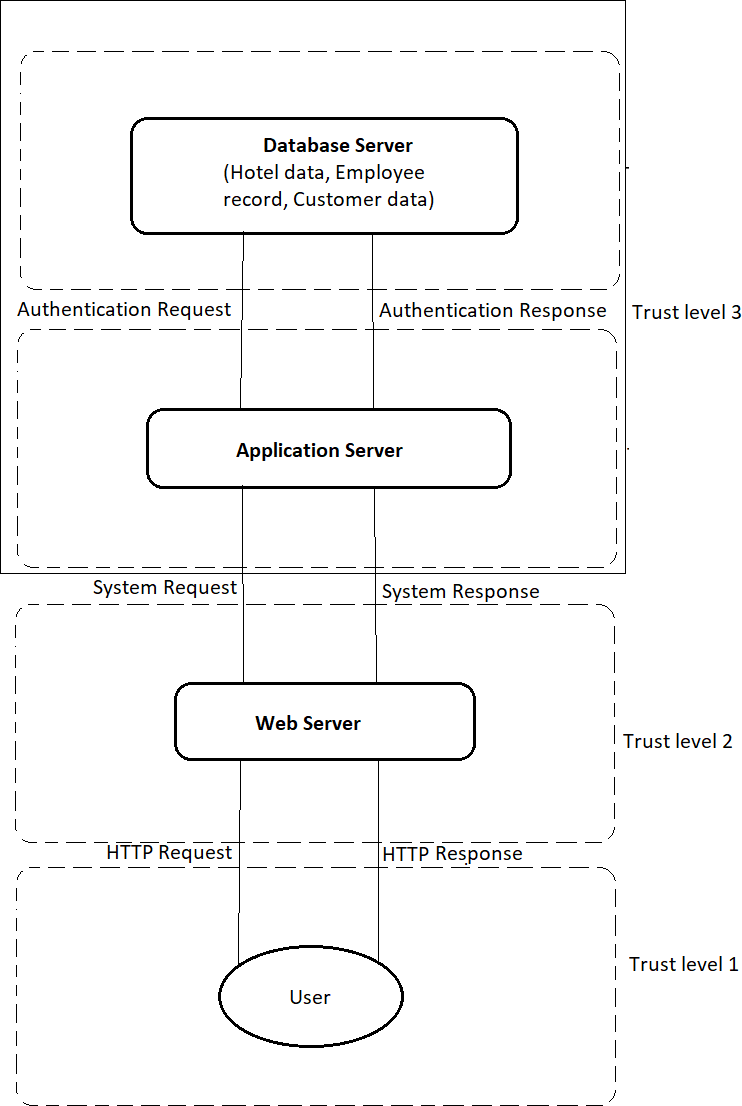 Database Server
(Hotel data, Employee
record, Customer data)
Authentication Request
Authentication Response
Trust level 3
Application Server
System Request
System Response
Web Server
Trust level 2
HTTP Request
HTTP Response
Trust level 1
User